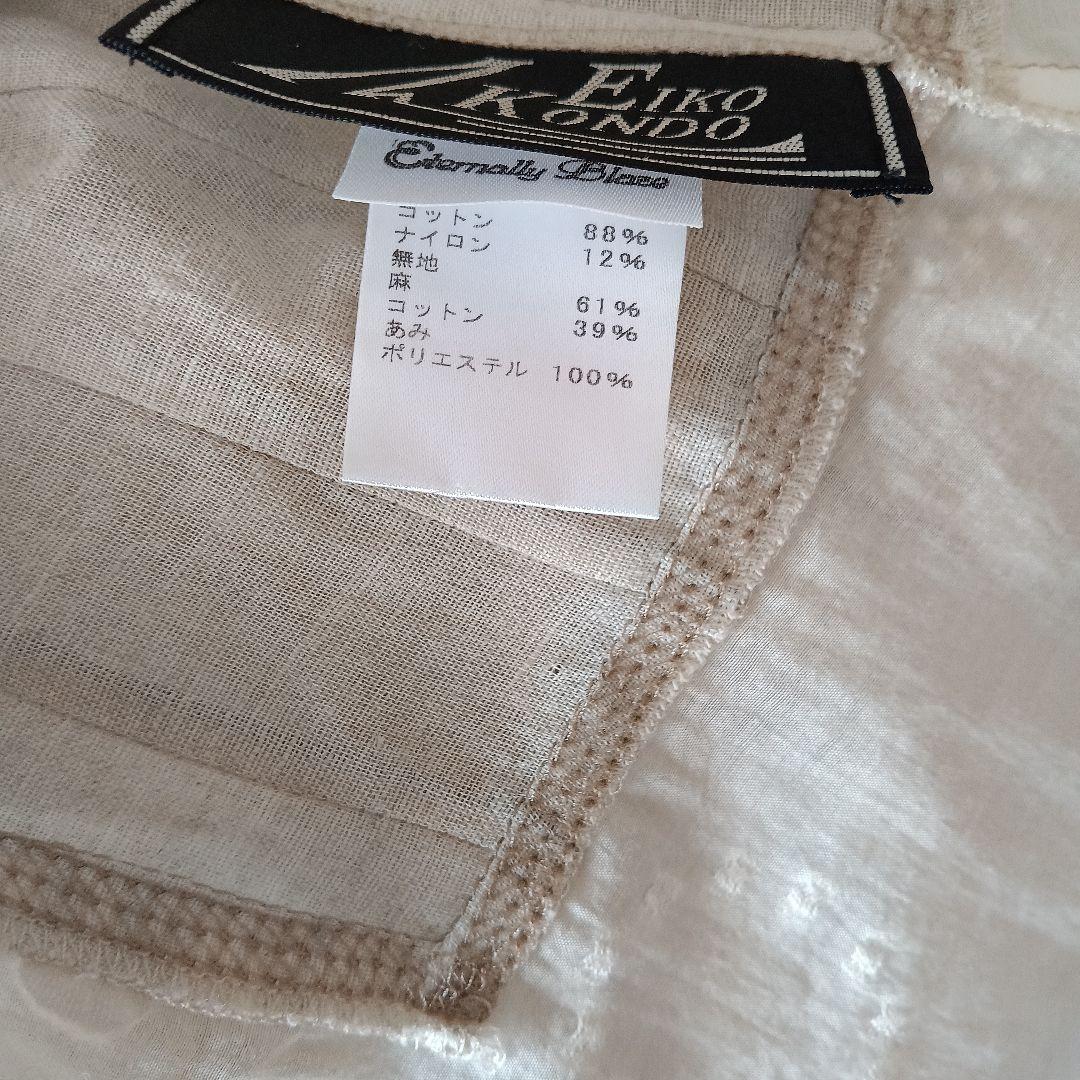 EIKO
KONDO
Eternally Blaze
コットン 88%
ナイロン 12%
無地
麻 61%
コットン 39%
あみ
ポリエステル 100%